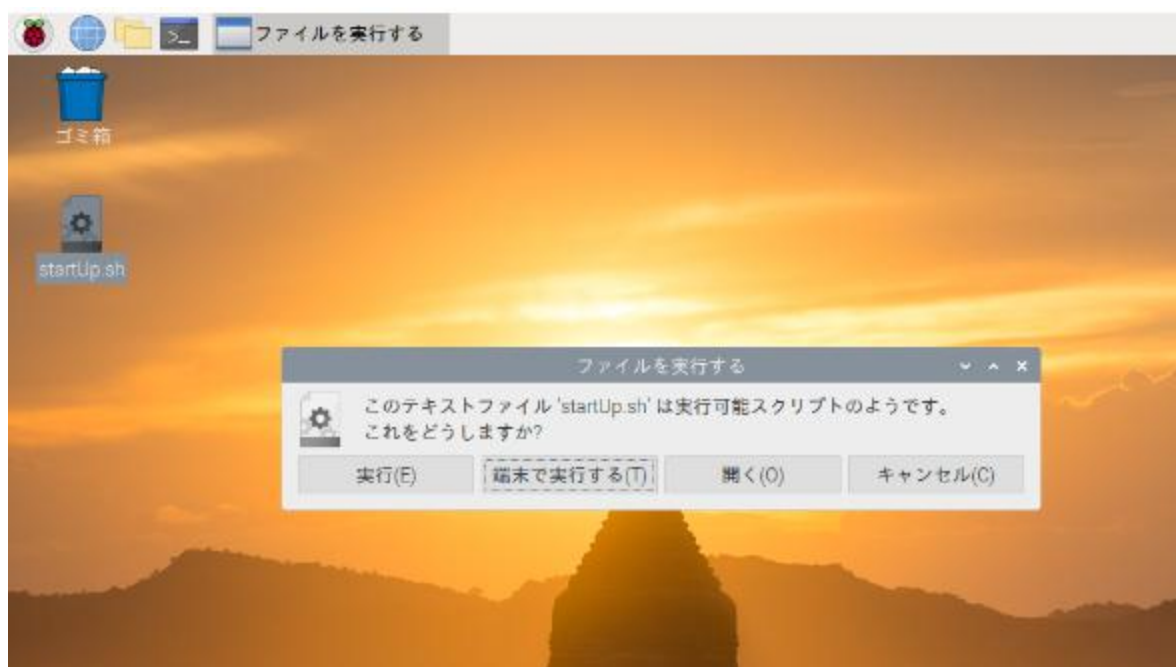 ファイルを実行する
ゴミ箱
startUp.sh
ファイルを実行する
このテキストファイル 'startUp.sh' は実行可能スクリプトのようです。
これをどうしますか?
実行(E) 端末で実行する(T) 開く(O) キャンセル(C)